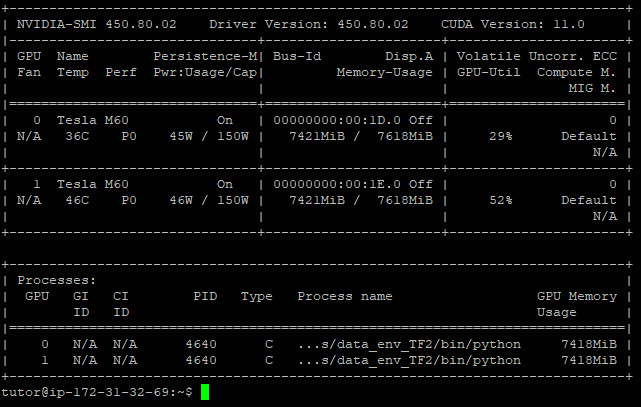 +-----------------------------------------------------------------------------+
| NVIDIA-SMI 450.80.02    Driver Version: 450.80.02    CUDA Version: 11.0     |
|-------------------------------+----------------------+----------------------+
| GPU  Name        Persistence-M| Bus-Id        Disp.A | Volatile Uncorr. ECC |
| Fan  Temp  Perf  Pwr:Usage/Cap|         Memory-Usage | GPU-Util  Compute M. |
|                               |                      |               MIG M. |
|===============================+======================+======================|
|   0  Tesla M60           On   | 00000000:00:1D.0 Off |                    0 |
| N/A   36C    P0    45W / 150W |   7421MiB /  7618MiB |     29%      Default |
|                               |                      |                  N/A |
+-------------------------------+----------------------+----------------------+
|   1  Tesla M60           On   | 00000000:00:1E.0 Off |                    0 |
| N/A   46C    P0    46W / 150W |   7421MiB /  7618MiB |     52%      Default |
|                               |                      |                  N/A |
+-------------------------------+----------------------+----------------------+

+-----------------------------------------------------------------------------+
| Processes:                                                                  |
|  GPU   GI   CI        PID   Type   Process name                  GPU Memory |
|        ID   ID                                                   Usage      |
|=============================================================================|
|    0   N/A  N/A      4640      C   ...s/data_env_TF2/bin/python     7418MiB |
|    1   N/A  N/A      4640      C   ...s/data_env_TF2/bin/python     7418MiB |
+-----------------------------------------------------------------------------+
tutor@ip-172-31-32-69:~$